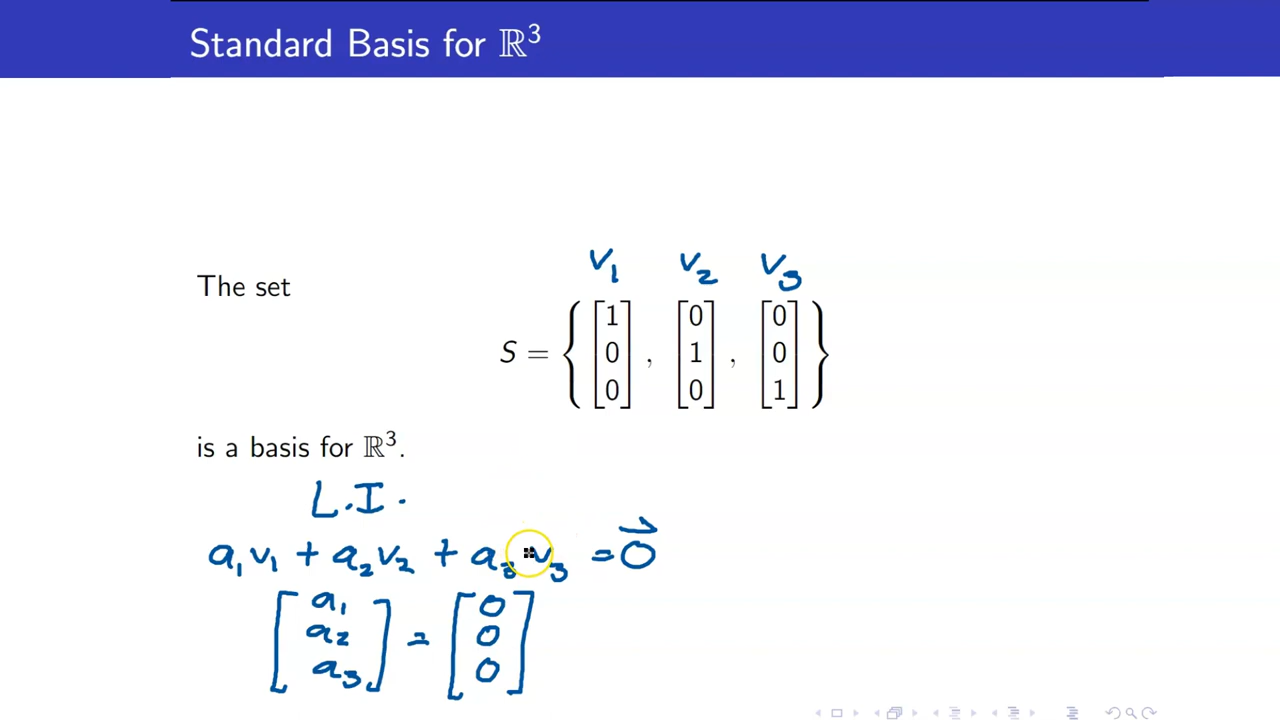 Standard Basis for ℝ³
v₁ v₂ v₃
The set
S = { [1 0 0], [0 1 0], [0 0 1] }
is a basis for ℝ³.
L.I.
a₁v₁ + a₂v₂ + a₃v₃ = 0⃗
[a₁ a₂ a₃] = [0 0 0]